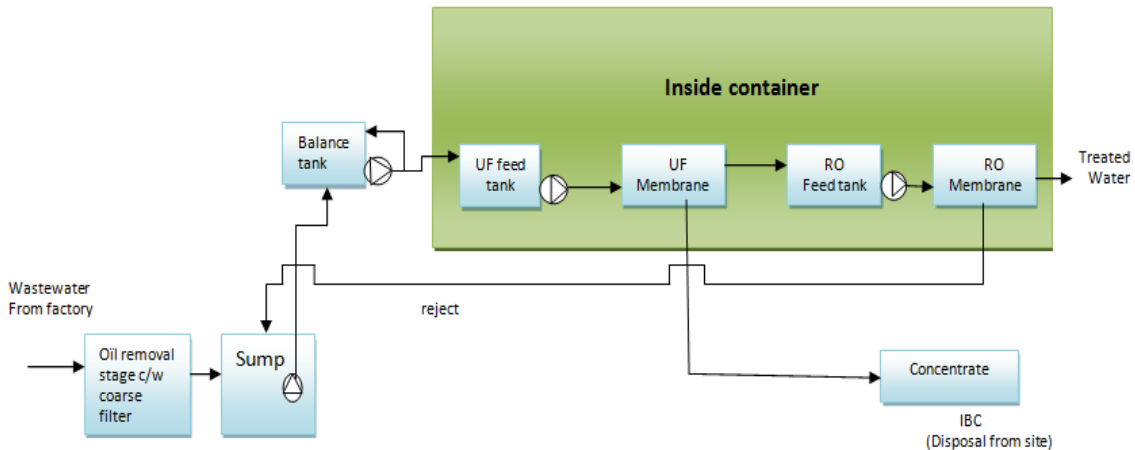 Inside container
Balance
tank
UF feed
tank
UF
Membrane
RO
Feed tank
RO
Membrane
Treated
Water
Wastewater
From factory
reject
Oil removal
stage c/w
coarse
filter
Sump
Concentrate
IBC
(Disposal from site)